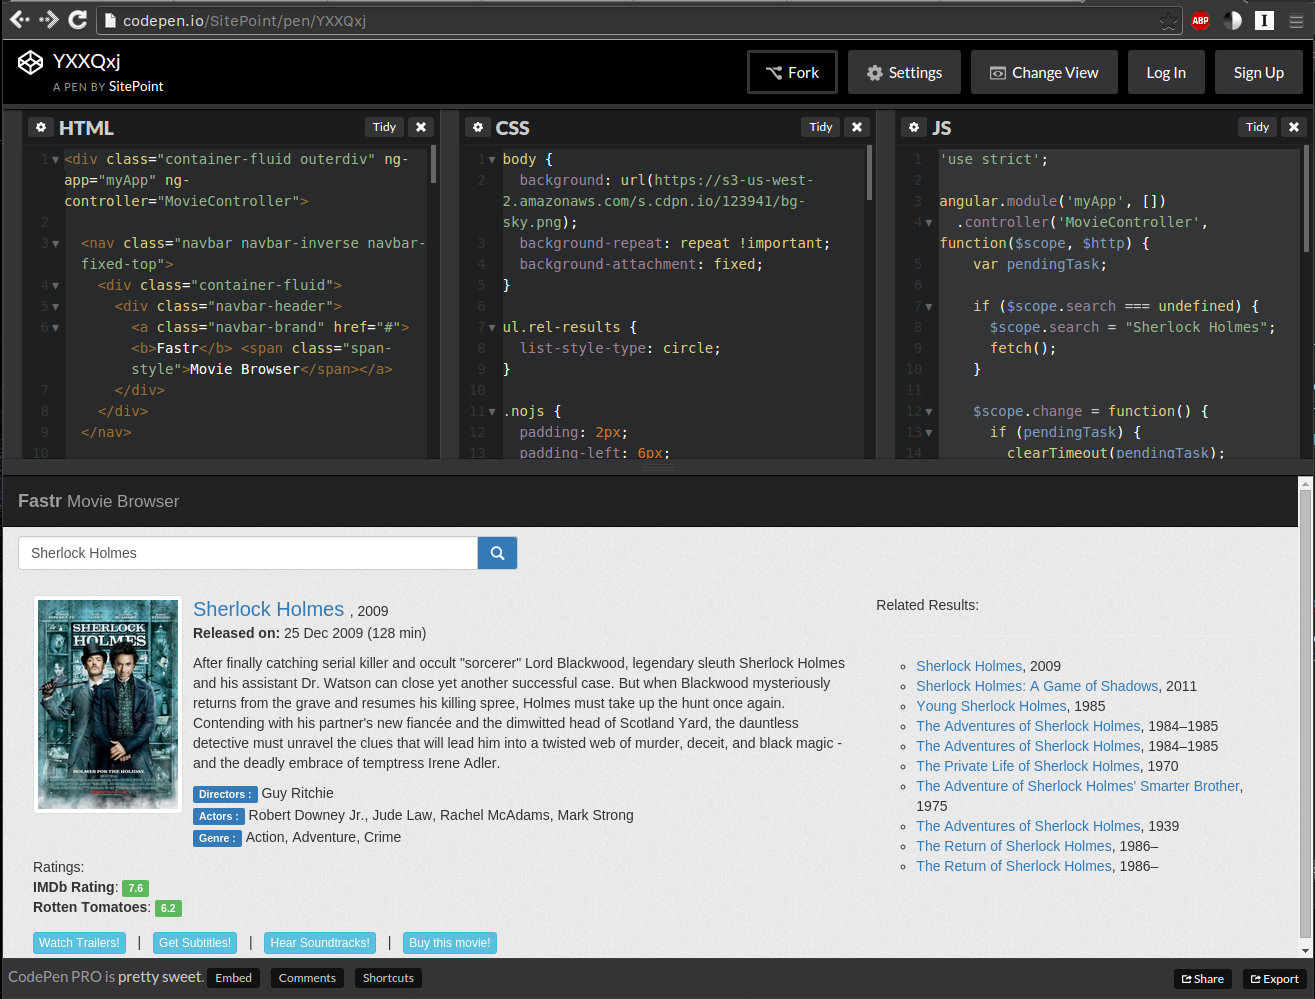 codepen.io/SitePoint/pen/YXXQxj
ABP
I
YXXQxj
A PEN BY SitePoint
Fork
Settings
Change View
Log In
Sign Up
HTML
Tidy
1 <div class="container-fluid outerdiv" ng-
app="myApp" ng-
controller="MovieController">
2
3 <nav class="navbar navbar-inverse navbar-
fixed-top">
4 <div class="container-fluid">
5 <div class="navbar-header">
6 <a class="navbar-brand" href="#">
<b>Fastr</b> <span class="span-
style">Movie Browser</span></a>
7 </div>
8 </div>
9 </nav>
10
CSS
Tidy
1 body {
2 background: url(https://s3-us-west-
2.amazonaws.com/s.cdpn.io/123941/bg-
sky.png);
3 background-repeat: repeat !important;
4 background-attachment: fixed;
5 }
6
7 ul.rel-results {
8 list-style-type: circle;
9 }
10
11 .nojs {
12 padding: 2px;
13 padding-left: 6px;
JS
Tidy
1 'use strict';
2
3 angular.module('myApp', [])
4 .controller('MovieController',
function($scope, $http) {
5 var pendingTask;
6
7 if ($scope.search === undefined) {
8 $scope.search = "Sherlock Holmes";
9 fetch();
10 }
11
12 $scope.change = function() {
13 if (pendingTask) {
14 clearTimeout(pendingTask);
Fastr Movie Browser
Sherlock Holmes
SHERLOCK
HOLMES
HOLMES FOR THE HOLIDAY
Sherlock Holmes , 2009
Released on: 25 Dec 2009 (128 min)
After finally catching serial killer and occult "sorcerer" Lord Blackwood, legendary sleuth Sherlock Holmes
and his assistant Dr. Watson can close yet another successful case. But when Blackwood mysteriously
returns from the grave and resumes his killing spree, Holmes must take up the hunt once again.
Contending with his partner's new fiancée and the dimwitted head of Scotland Yard, the dauntless
detective must unravel the clues that will lead him into a twisted web of murder, deceit, and black magic -
and the deadly embrace of temptress Irene Adler.
Directors : Guy Ritchie
Actors : Robert Downey Jr., Jude Law, Rachel McAdams, Mark Strong
Genre : Action, Adventure, Crime
Ratings:
IMDb Rating: 7.6
Rotten Tomatoes: 6.2
Watch Trailers! | Get Subtitles! | Hear Soundtracks! | Buy this movie!
Related Results:
Sherlock Holmes, 2009
Sherlock Holmes: A Game of Shadows, 2011
Young Sherlock Holmes, 1985
The Adventures of Sherlock Holmes, 1984–1985
The Adventures of Sherlock Holmes, 1984–1985
The Private Life of Sherlock Holmes, 1970
The Adventure of Sherlock Holmes' Smarter Brother,
1975
The Adventures of Sherlock Holmes, 1939
The Return of Sherlock Holmes, 1986–
The Return of Sherlock Holmes, 1986–
CodePen PRO is pretty sweet. Embed Comments Shortcuts
Share
Export